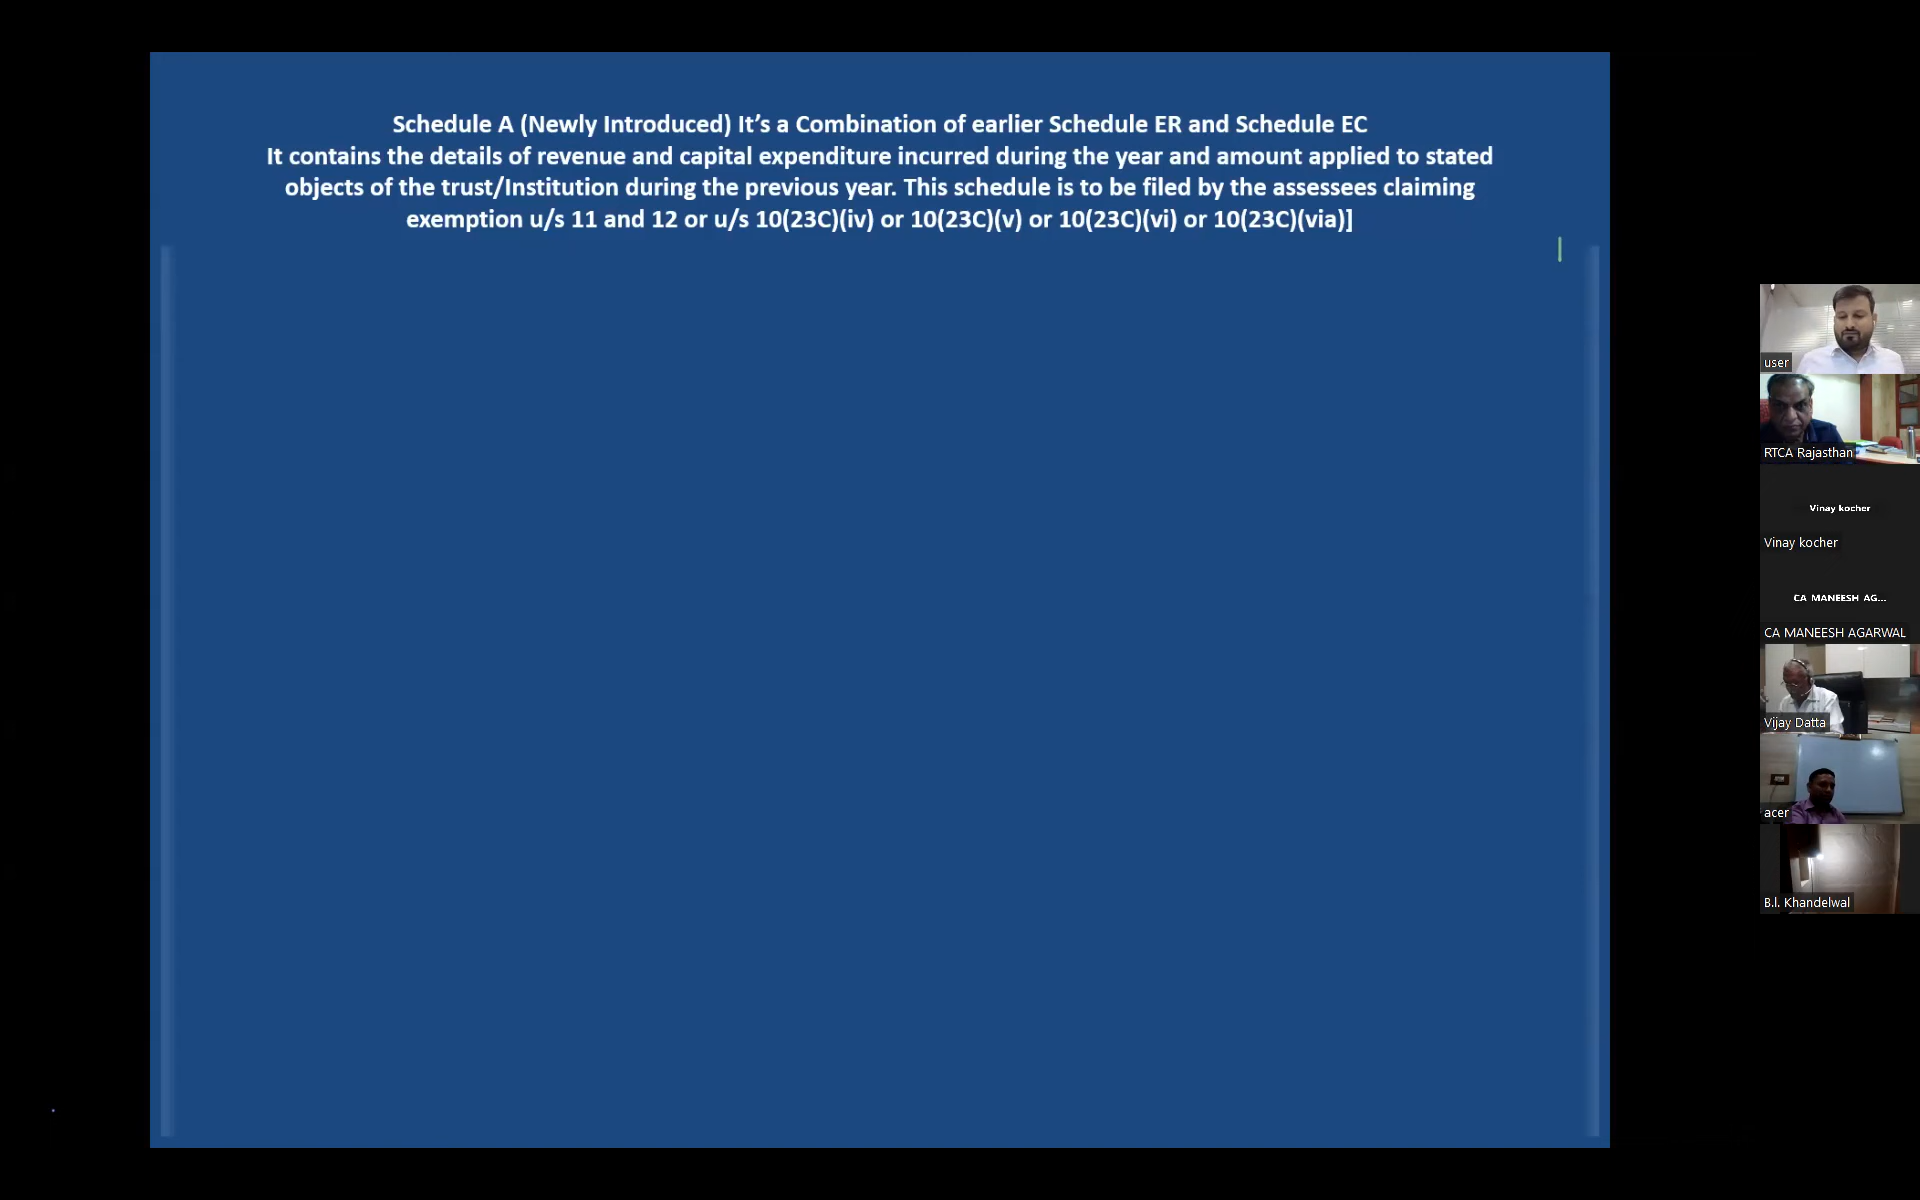 Schedule A (Newly Introduced) It’s a Combination of earlier Schedule ER and Schedule EC
It contains the details of revenue and capital expenditure incurred during the year and amount applied to stated
objects of the trust/Institution during the previous year. This schedule is to be filed by the assessees claiming
exemption u/s 11 and 12 or u/s 10(23C)(iv) or 10(23C)(v) or 10(23C)(vi) or 10(23C)(via)]
user
RTCA Rajasthan
Vinay kocher
Vinay kocher
CA MANEESH AG...
CA MANEESH AGARWAL
Vijay Datta
acer
B.l. Khandelwal